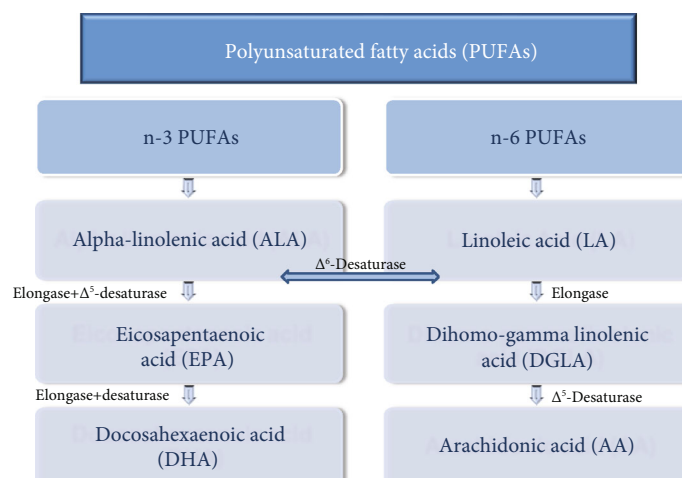 Polyunsaturated fatty acids (PUFAs)
n-3 PUFAs
n-6 PUFAs
Alpha-linolenic acid (ALA)
Linoleic acid (LA)
Δ⁶-Desaturase
Elongase+Δ⁵-desaturase
Elongase
Eicosapentaenoic
acid (EPA)
Dihomo-gamma linolenic
acid (DGLA)
Elongase+desaturase
Δ⁵-Desaturase
Docosahexaenoic acid
(DHA)
Arachidonic acid (AA)